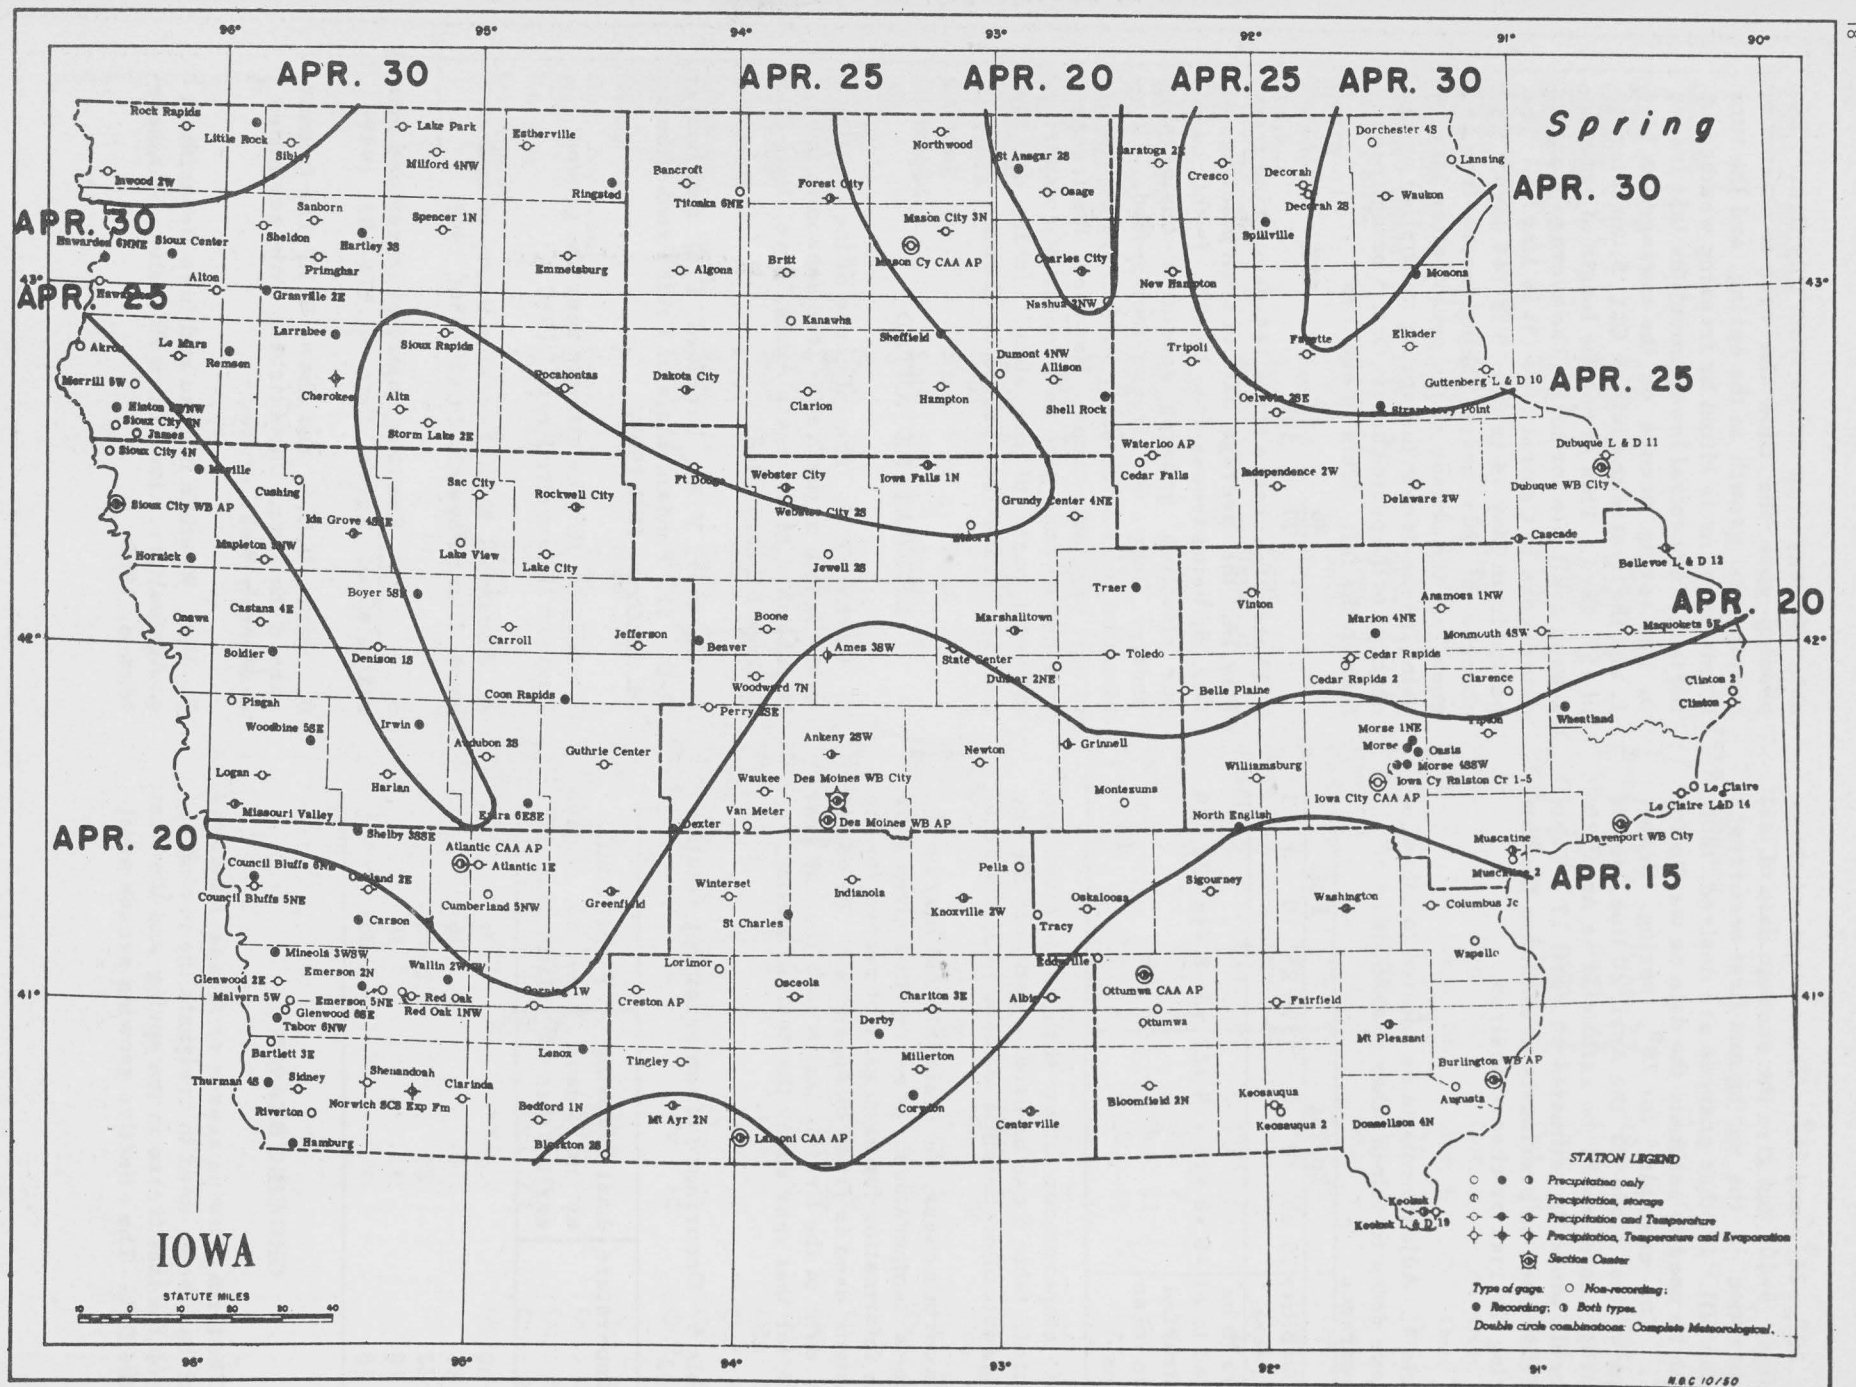 96° 95° 94° 93° 92° 91° 90°
APR. 30 APR. 25 APR. 20 APR. 25 APR. 30
Spring
Rock Rapids
Little Rock
Sibley
Lake Park
Milford 4NW
Estherville
Northwood
St Ansgar 2S
Saratoga 2E
Cresco
Dorchester 4S
Lansing
Inwood 2W
Ringsted
Bancroft
Titonka 6NE
Forest City
Osage
Decorah
Decorah 2S
Waukon
APR. 30
APR. 30
Sanborn
Sheldon
Spencer 1N
Hartley 3S
Mason City 3N
Mason Cy CAA AP
Spillville
Hawarden 6NNE
Sioux Center
Primghar
Emmetsburg
Algona
Britt
Charles City
New Hampton
Monona
43°
43°
Hawarden
Alton
Granville 2E
Nashua 2NW
APR. 25
Akron
Le Mars
Remsen
Larrabee
Sioux Rapids
Kanawha
Sheffield
Dumont 4NW
Allison
Tripoli
Fayette
Elkader
Merrill 5W
Cherokee
Pocahontas
Dakota City
Clarion
Hampton
Shell Rock
Oelwein 2SE
Guttenberg L & D 10
Strawberry Point
APR. 25
Sioux City 4N
James
Alta
Storm Lake 2E
Waterloo AP
Cedar Falls
Dubuque L & D 11
Dubuque WB City
Merville
Cushing
Sac City
Rockwell City
Ft Dodge
Webster City
Webster City 2S
Iowa Falls 1N
Grundy Center 4NE
Independence 2W
Delaware 2W
Sioux City WB AP
Eldora
Cascade
Hornick
Lake View
Lake City
Jewell 2S
Bellevue L & D 12
Boyer 5SE
Traer
Vinton
Anamosa 1NW
APR. 20
Onawa
Castana 4E
Carroll
Jefferson
Beaver
Boone
Ames 3SW
Marshalltown
State Center
Marion 4NE
Monmouth 4SW
Maquoketa 5E
42°
42°
Soldier
Denison 1S
Woodward 7N
Dunbar 2NE
Toledo
Cedar Rapids
Cedar Rapids 2
Clarence
Clinton 2
Clinton
Pisgah
Coon Rapids
Belle Plaine
Woodbine 5SE
Irwin
Audubon 2S
Guthrie Center
Ankeny 2SW
Newton
Grinnell
Morse 1NE
Morse
Oasis
Morse 4SSW
Tipton
Wheatland
Logan
Harlan
Waukee
Des Moines WB City
Williamsburg
Iowa Cy Ralston Cr 1-5
Iowa City CAA AP
Missouri Valley
Exira 6ESE
Van Meter
Des Moines WB AP
Montezuma
North English
Le Claire
Le Claire L&D 14
Davenport WB City
APR. 20
Shelby 3SSE
Dexter
Muscatine
Muscatine 2
APR. 15
Atlantic CAA AP
Atlantic 1E
Council Bluffs 6NE
Council Bluffs 5NE
Oakland 2E
Cumberland 5NW
Greenfield
Winterset
Indianola
Pella
Knoxville 2W
Oskaloosa
Sigourney
Washington
Columbus Jc
Carson
St Charles
Tracy
Wapello
Mineola 3WSW
Glenwood 2E
Emerson 2N
Malvern 5W
Emerson 5NE
Glenwood 6SE
Tabor 6NW
Red Oak
Red Oak 1NW
Corning 1W
Creston AP
Lorimor
Osceola
Chariton 3E
Albia
Eddyville
Ottumwa CAA AP
Ottumwa
Fairfield
41°
41°
Bartlett 3E
Lenox
Tingley
Derby
Millerton
Mt Pleasant
Thurman 4S
Sidney
Shenandoah
Norwich SCS Exp Fm
Clarinda
Burlington WB AP
Augusta
Riverton
Bedford 1N
Mt Ayr 2N
Corydon
Centerville
Bloomfield 2N
Keosauqua
Keosauqua 2
Donnellson 4N
Hamburg
Blockton 2S
Lamoni CAA AP
Keokuk
Keokuk L & D 19
STATION LEGEND
Precipitation only
Precipitation, storage
Precipitation and Temperature
Precipitation, Temperature and Evaporation
Section Center
Type of gage: Non-recording;
Recording; Both types.
Double circle combinations: Complete Meteorological.
IOWA
STATUTE MILES
10 0 10 20 30 40
96° 95° 94° 93° 92° 91°
N.B.C 10/50